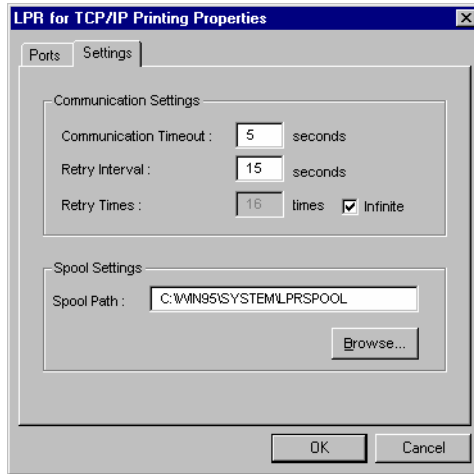 LPR for TCP/IP Printing Properties
Ports Settings
Communication Settings
Communication Timeout : 5 seconds
Retry Interval : 15 seconds
Retry Times : 16 times Infinite
Spool Settings
Spool Path : C:\WIN95\SYSTEM\LPRSPOOL
Browse...
OK Cancel